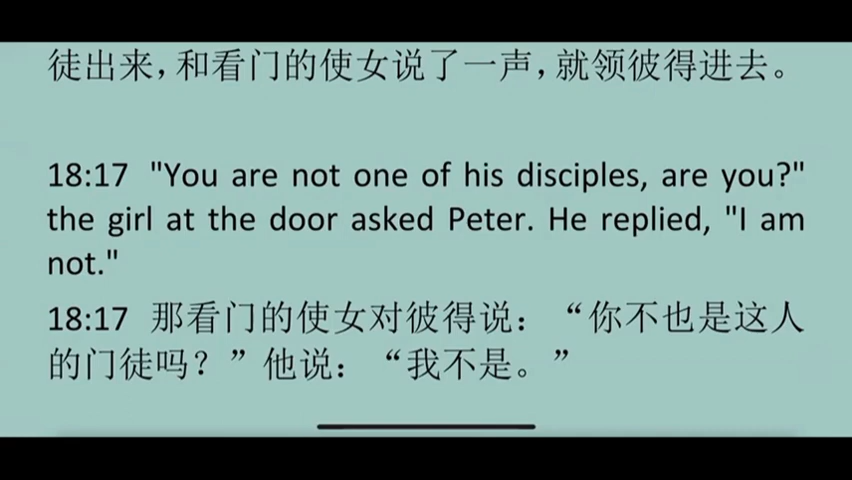 徒出来，和看门的使女说了一声，就领彼得进去。
18:17 "You are not one of his disciples, are you?"
the girl at the door asked Peter. He replied, "I am
not."
18:17 那看门的使女对彼得说：“你不也是这人
的门徒吗？”他说：“我不是。”